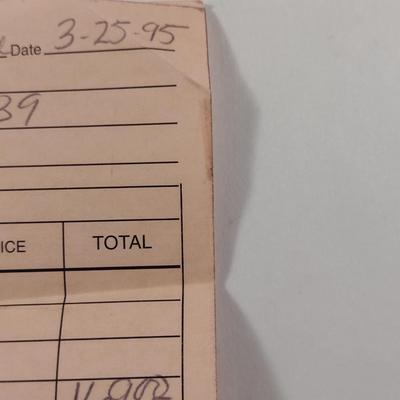 Date 3-25-95
39
ICE TOTAL